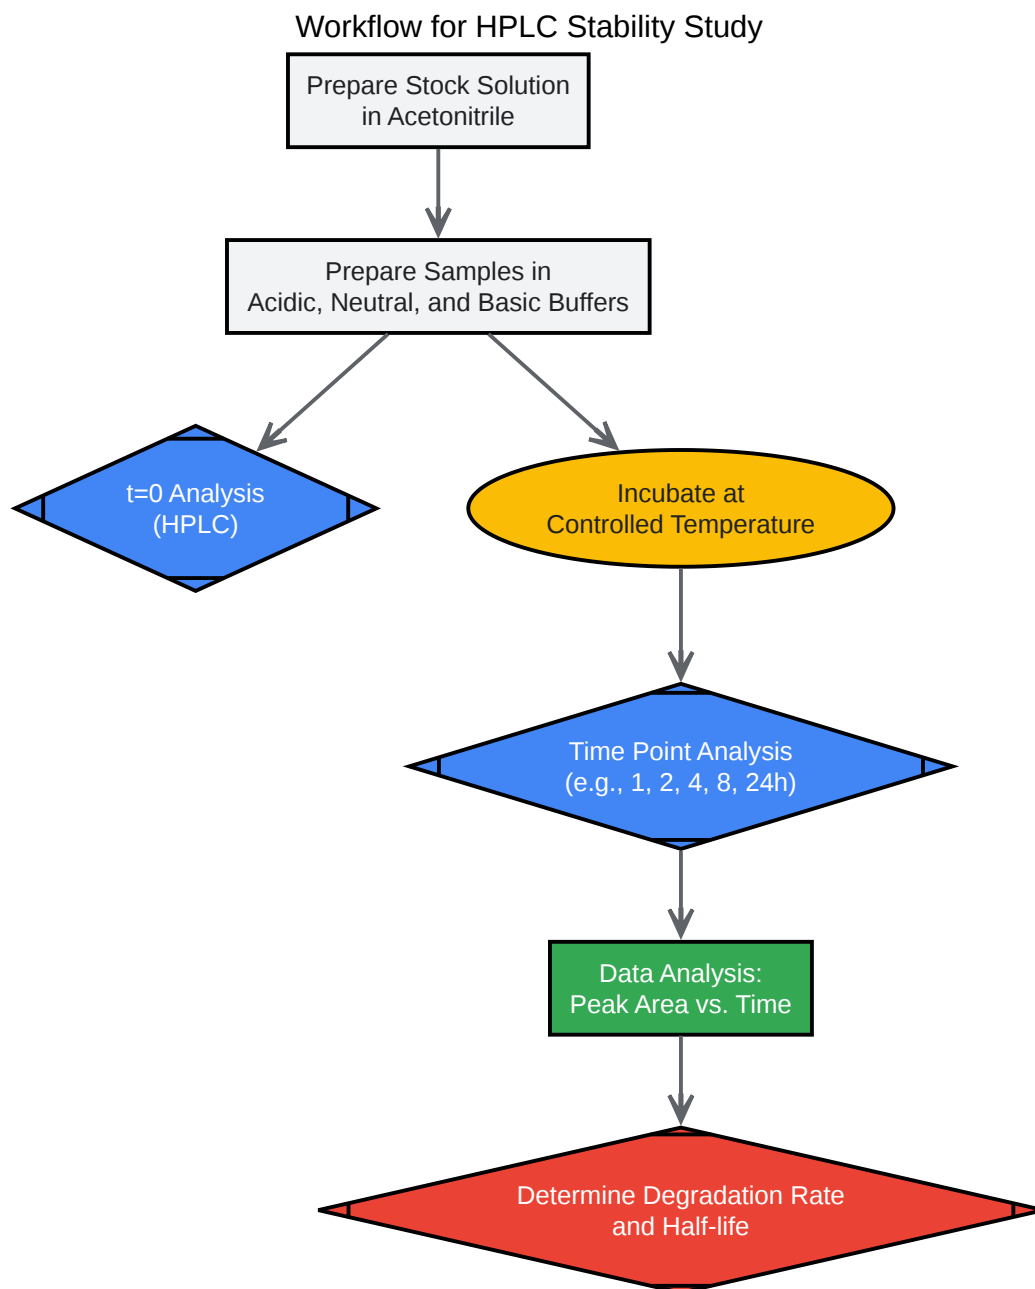 Workflow for HPLC Stability Study
Prepare Stock Solution
in Acetonitrile
Prepare Samples in
Acidic, Neutral, and Basic Buffers
t=0 Analysis
(HPLC)
Incubate at
Controlled Temperature
Time Point Analysis
(e.g., 1, 2, 4, 8, 24h)
Data Analysis:
Peak Area vs. Time
Determine Degradation Rate
and Half-life